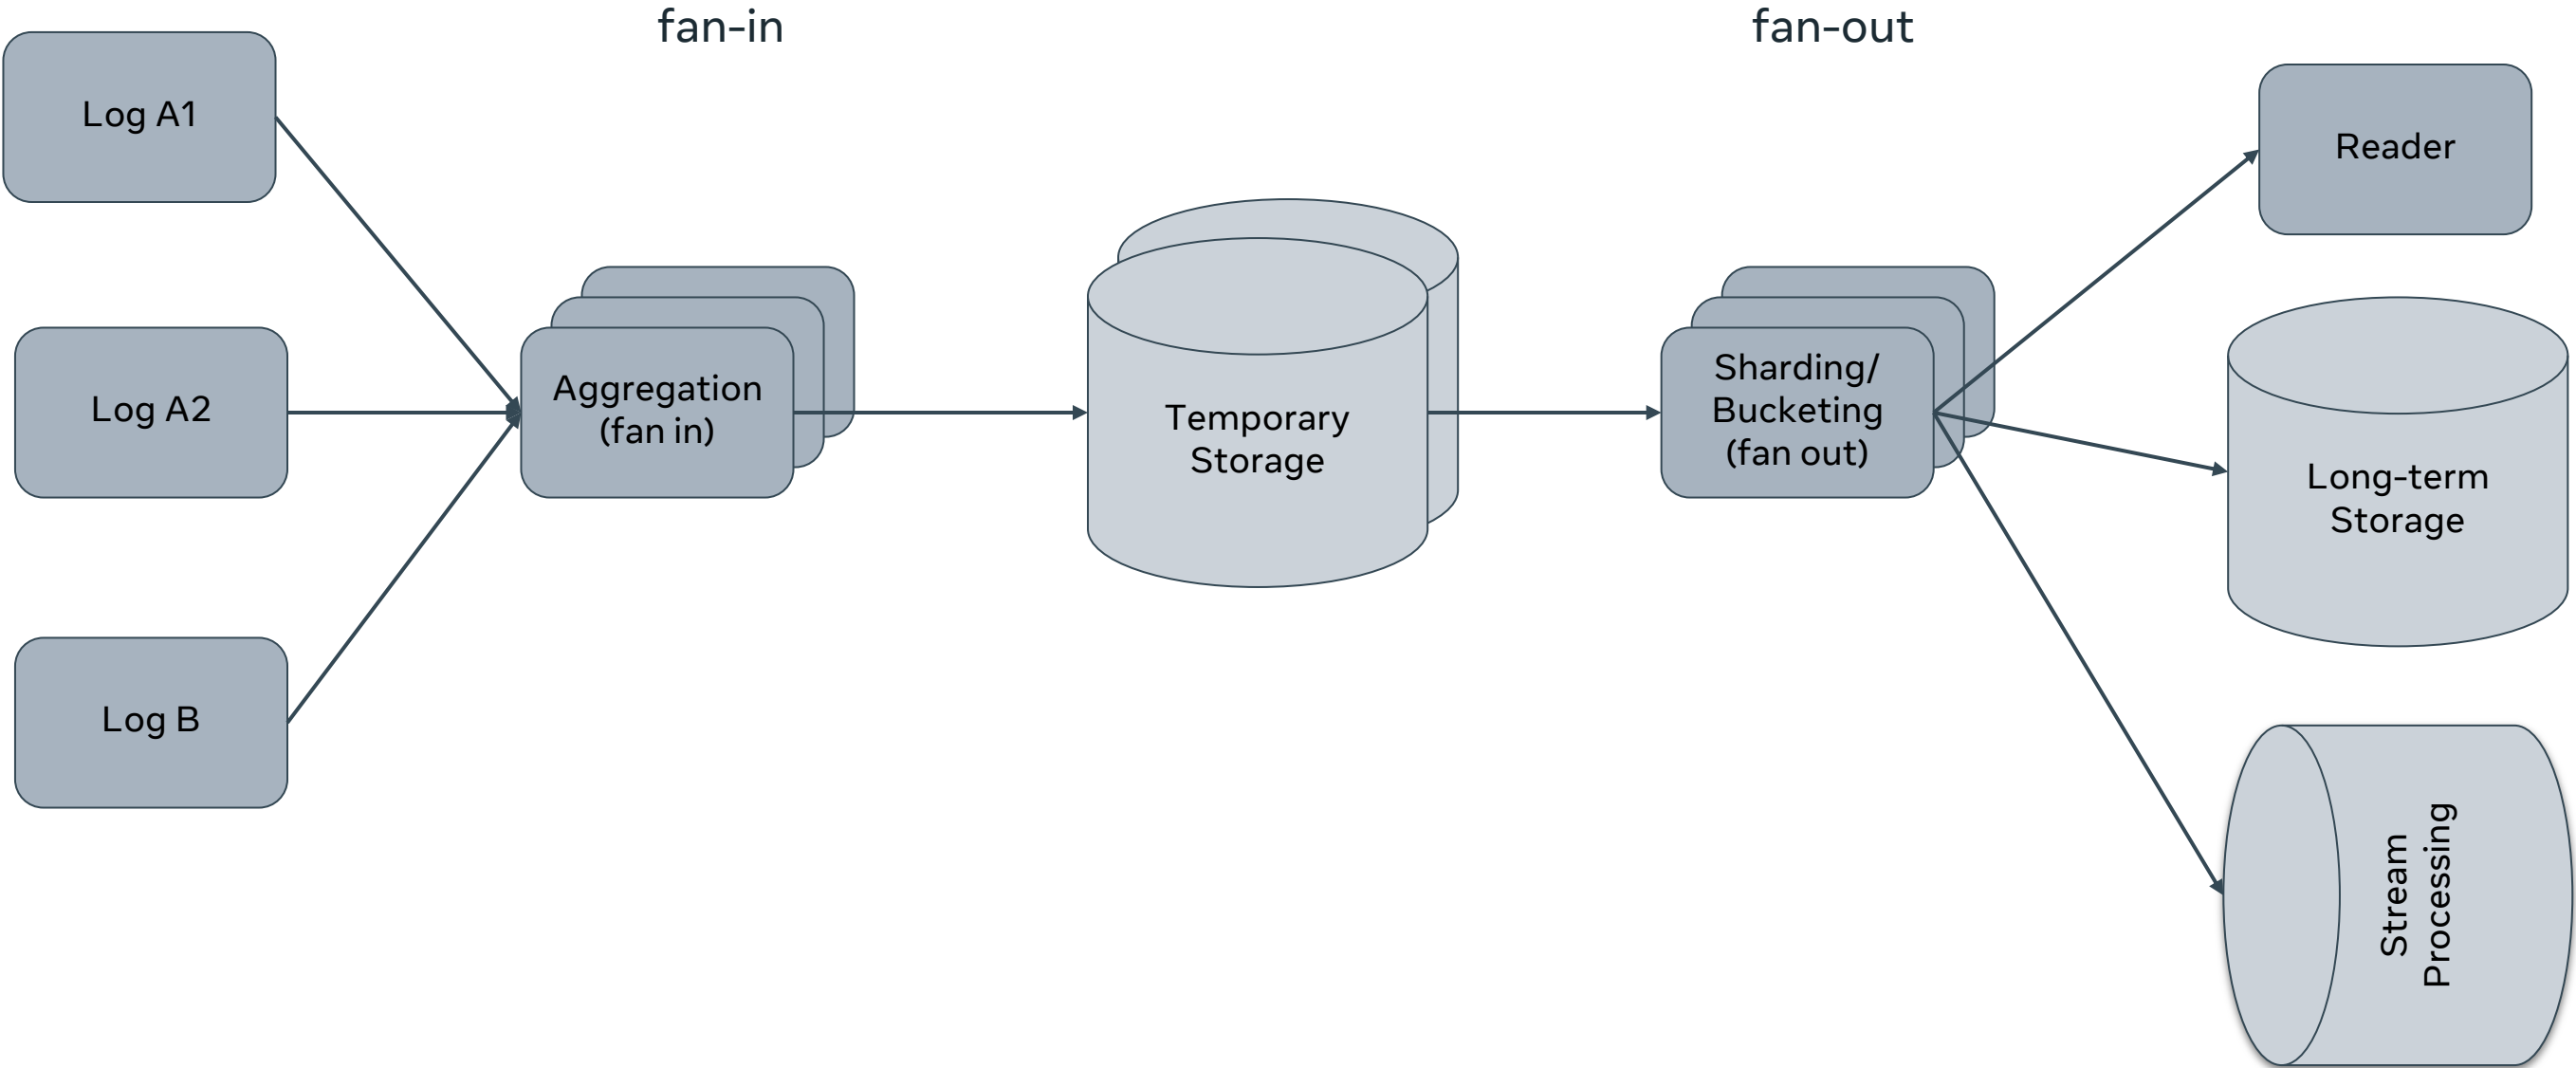 fan-in
fan-out
Log A1
Log A2
Log B
Aggregation
(fan in)
Temporary
Storage
Sharding/
Bucketing
(fan out)
Reader
Long-term
Storage
Stream
Processing